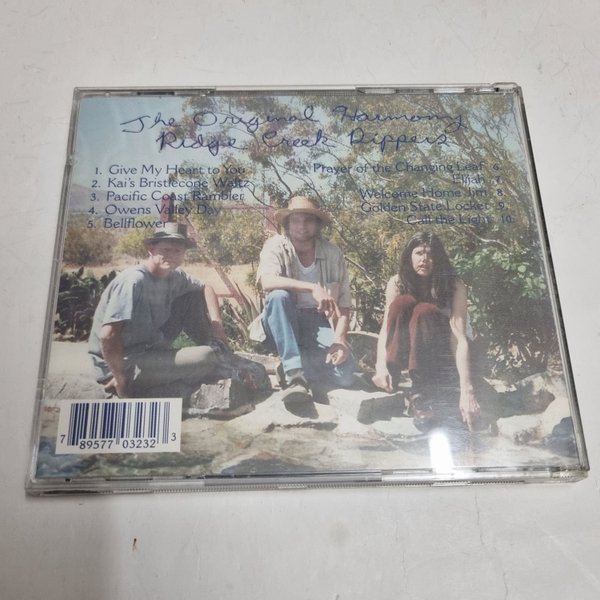 The Original Harmony
Ridge Creek Dippers
1. Give My Heart to You
2. Kai's Bristlecone Waltz
3. Pacific Coast Rambler
4. Owens Valley Day
5. Bellflower
Prayer of the Changing Leaf 6.
Elijah 7.
Welcome Home Jim 8.
Golden State Locket 9.
Call the Light 10.
7 89577 03232 3